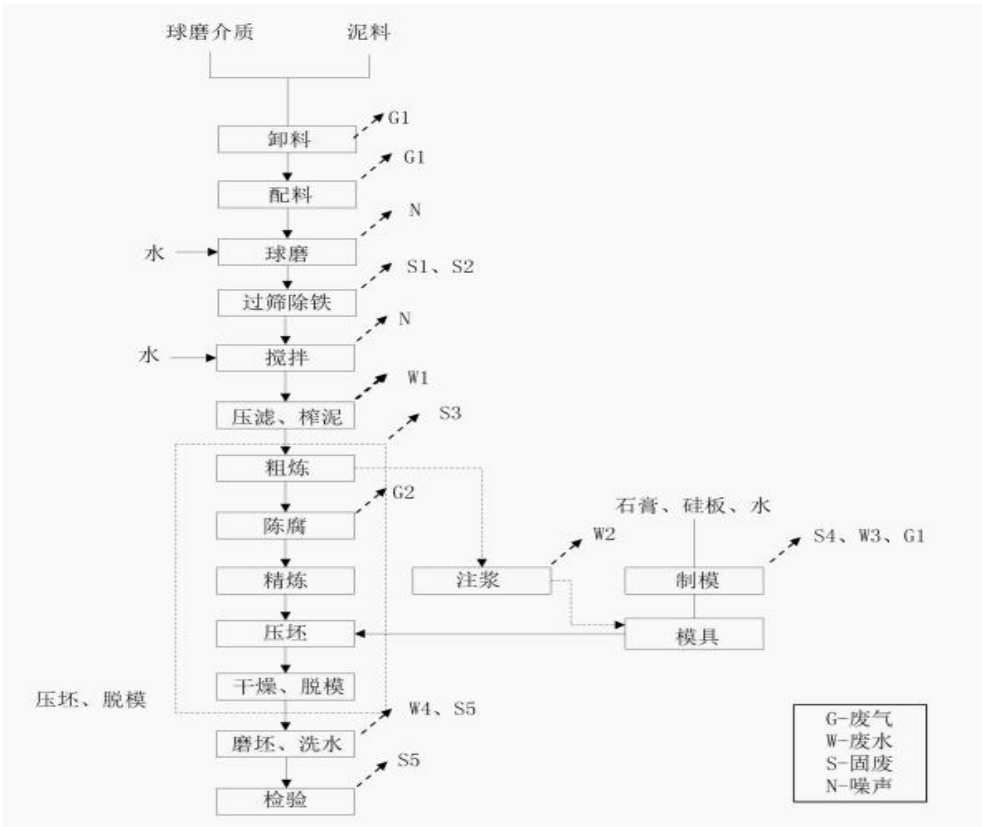 球磨介质
泥料
卸料
G1
配料
G1
水
球磨
N
过筛除铁
S1、S2
水
搅拌
N
压滤、榨泥
W1
S3
粗炼
陈腐
G2
石膏、硅板、水
精炼
注浆
W2
制模
S4、W3、G1
压坯
模具
干燥、脱模
压坯、脱模
磨坯、洗水
W4、S5
检验
S5
G-废气
W-废水
S-固废
N-噪声